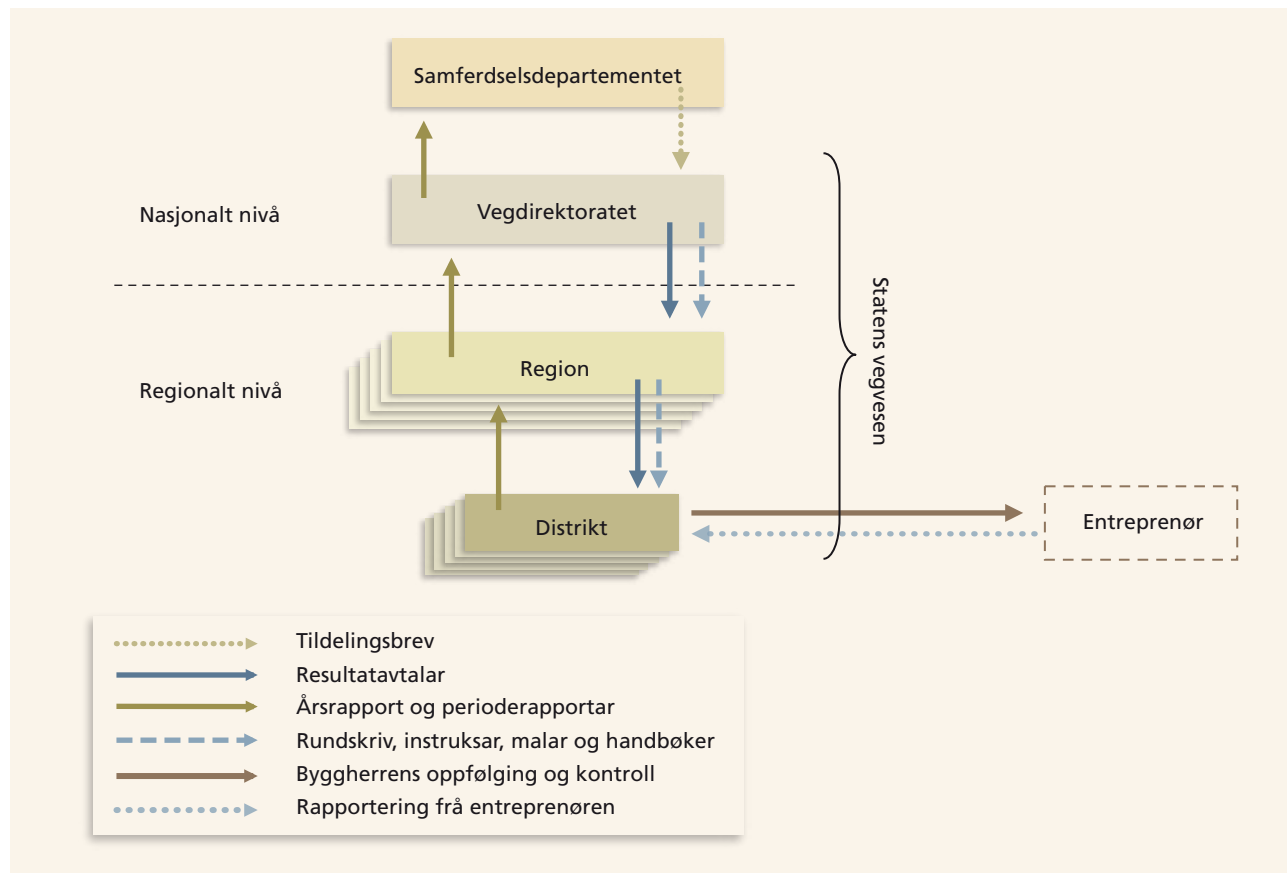 Samferdselsdepartementet
Nasjonalt nivå
Vegdirektoratet
Statens vegvesen
Region
Regionalt nivå
Distrikt
Entreprenør
Tildelingsbrev
Resultatavtalar
Årsrapport og perioderapportar
Rundskriv, instruksar, malar og handbøker
Byggherrens oppfølging og kontroll
Rapportering frå entreprenøren